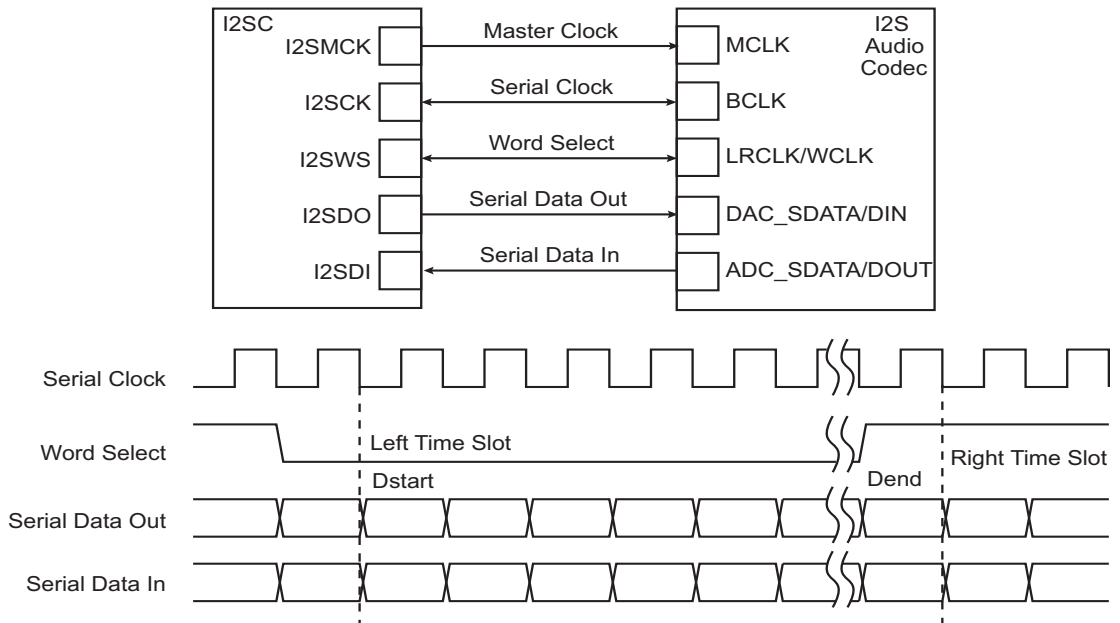 I2SC
I2SMCK
I2SCK
I2SWS
I2SDO
I2SDI
Master Clock
Serial Clock
Word Select
Serial Data Out
Serial Data In
I2S
Audio
Codec
MCLK
BCLK
LRCLK/WCLK
DAC_SDATA/DIN
ADC_SDATA/DOUT
Serial Clock
Word Select
Left Time Slot
Right Time Slot
Dstart
Dend
Serial Data Out
Serial Data In